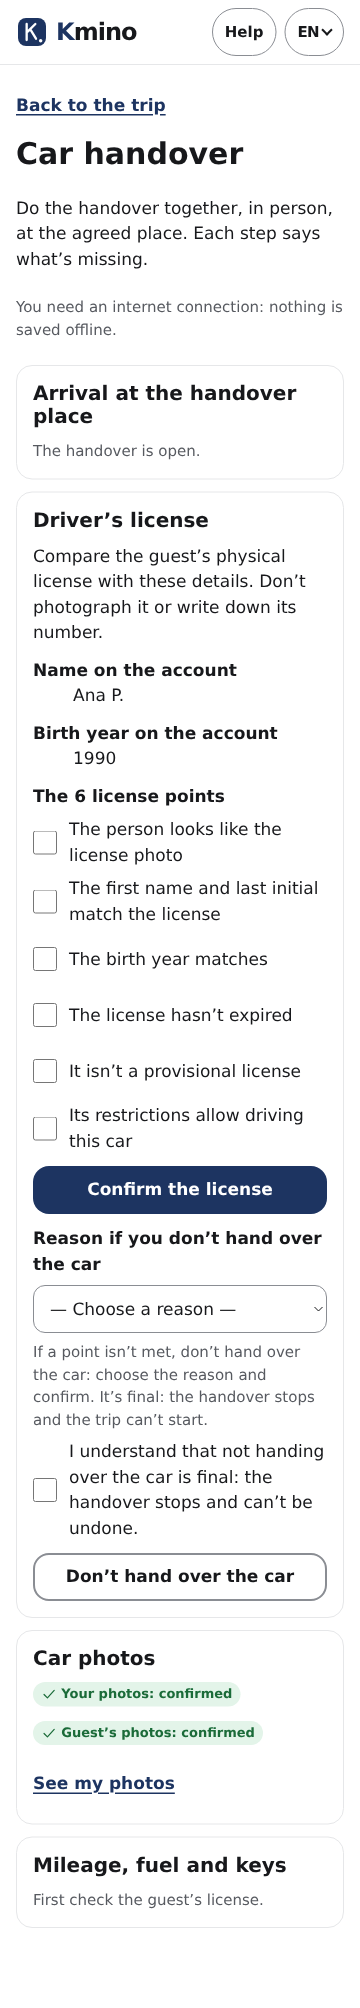 K. Kmino
Help
EN
Back to the trip
Car handover
Do the handover together, in person,
at the agreed place. Each step says
what’s missing.
You need an internet connection: nothing is
saved offline.
Arrival at the handover
place
The handover is open.
Driver’s license
Compare the guest’s physical
license with these details. Don’t
photograph it or write down its
number.
Name on the account
Ana P.
Birth year on the account
1990
The 6 license points
The person looks like the
license photo
The first name and last initial
match the license
The birth year matches
The license hasn’t expired
It isn’t a provisional license
Its restrictions allow driving
this car
Confirm the license
Reason if you don’t hand over
the car
— Choose a reason —
If a point isn’t met, don’t hand over
the car: choose the reason and
confirm. It’s final: the handover stops
and the trip can’t start.
I understand that not handing
over the car is final: the
handover stops and can’t be
undone.
Don’t hand over the car
Car photos
Your photos: confirmed
Guest’s photos: confirmed
See my photos
Mileage, fuel and keys
First check the guest’s license.